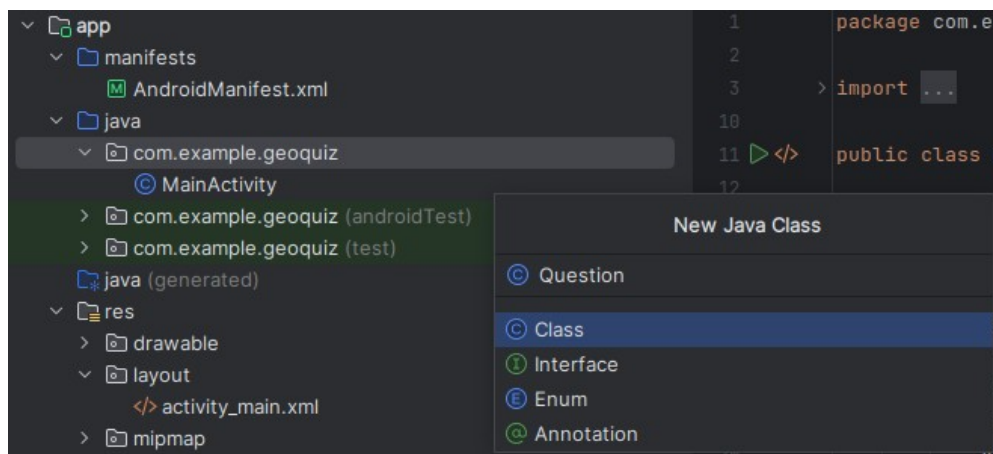 app
manifests
AndroidManifest.xml
java
com.example.geoquiz
MainActivity
com.example.geoquiz (androidTest)
com.example.geoquiz (test)
java (generated)
res
drawable
layout
</> activity_main.xml
mipmap
1 package com.e
2
3 > import ...
10
11 </> public class
12
New Java Class
C Question
C Class
I Interface
E Enum
@ Annotation